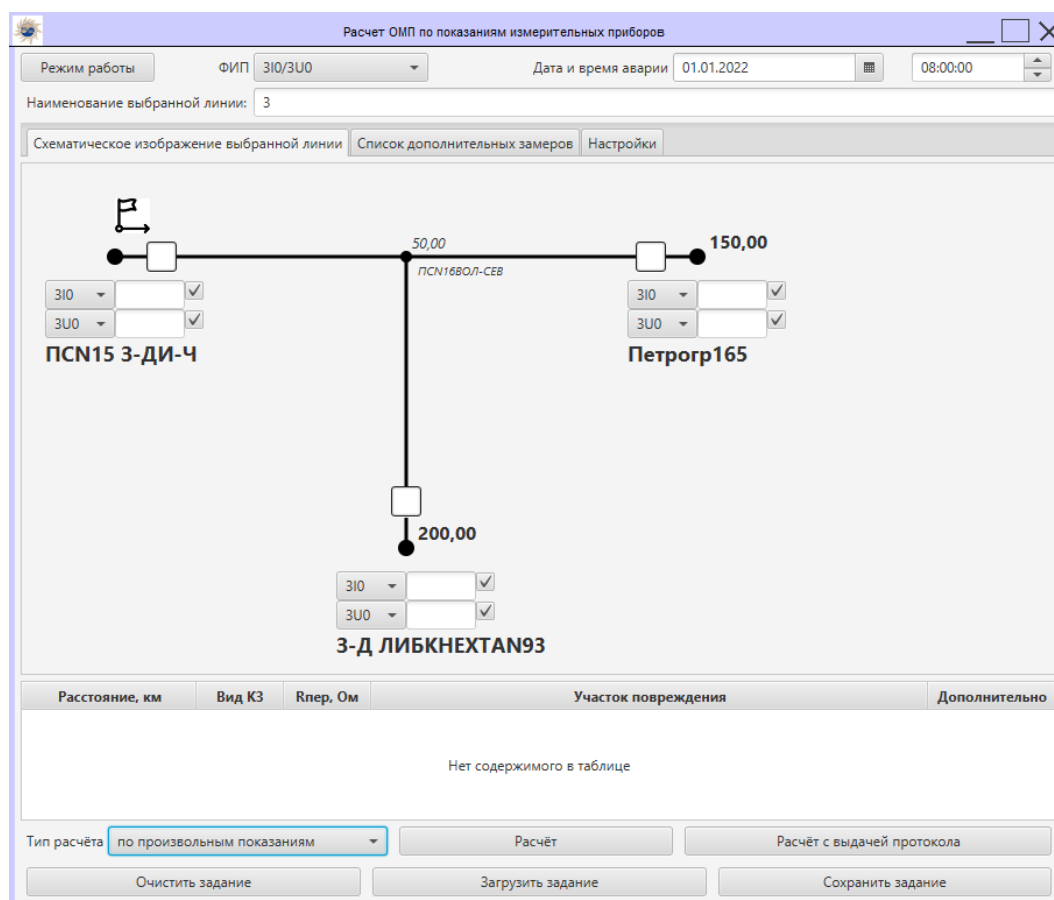 Расчет ОМП по показаниям измерительных приборов
Режим работы ФИП 3I0/3U0 Дата и время аварии 01.01.2022 08:00:00
Наименование выбранной линии: 3
Схематическое изображение выбранной линии Список дополнительных замеров Настройки
50,00 150,00
ПСN16ВОЛ-СЕВ
3I0 3I0
3U0 3U0
ПСN15 З-ДИ-Ч Петрогр165
200,00
3I0
3U0
З-Д ЛИБКНЕХТАN93
Расстояние, км Вид КЗ Rпер, Ом Участок повреждения Дополнительно
Нет содержимого в таблице
Тип расчёта по произвольным показаниям Расчёт Расчёт с выдачей протокола
Очистить задание Загрузить задание Сохранить задание